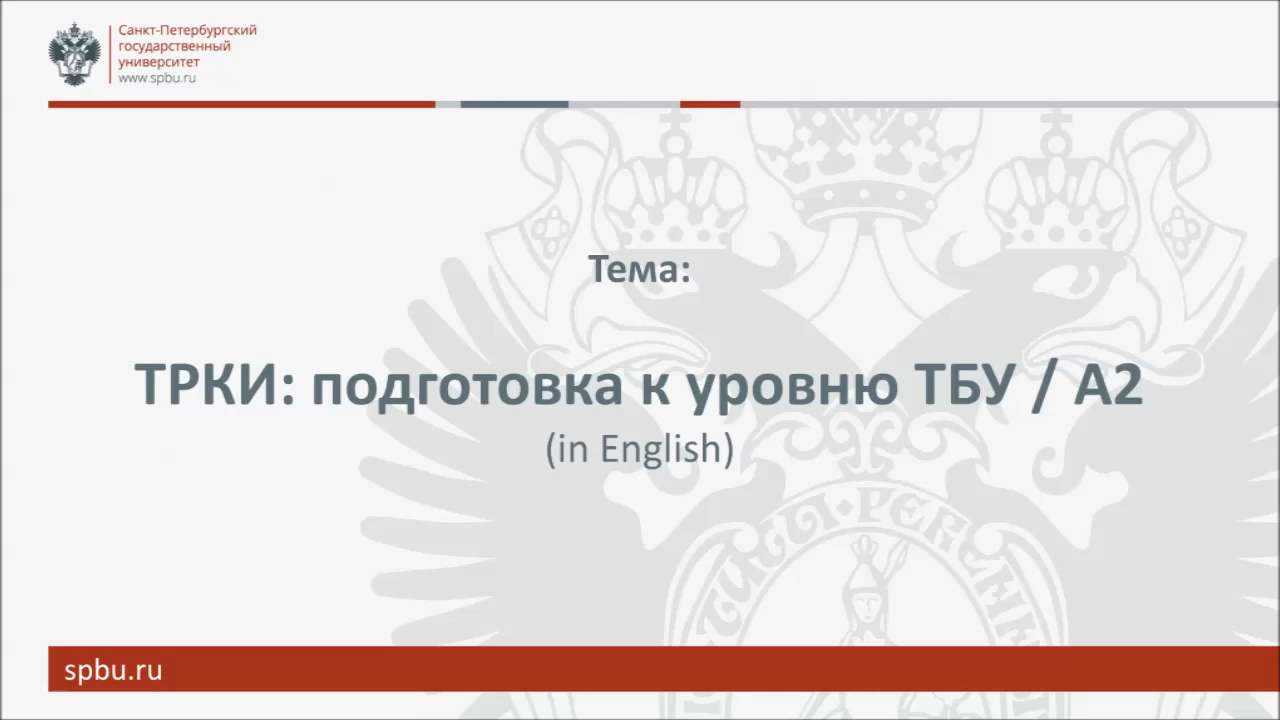 Санкт-Петербургский
государственный
университет
www.spbu.ru
Тема:
ТРКИ: подготовка к уровню ТБУ / А2
(in English)
spbu.ru